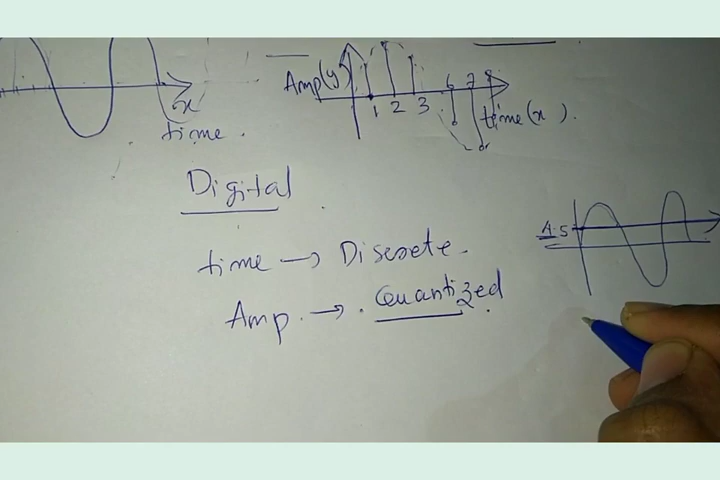 x
time.
Amp(y)
1 2 3 6 7 8
time(x).
Digital
time → Discrete.
Amp. → Quantized
4.5